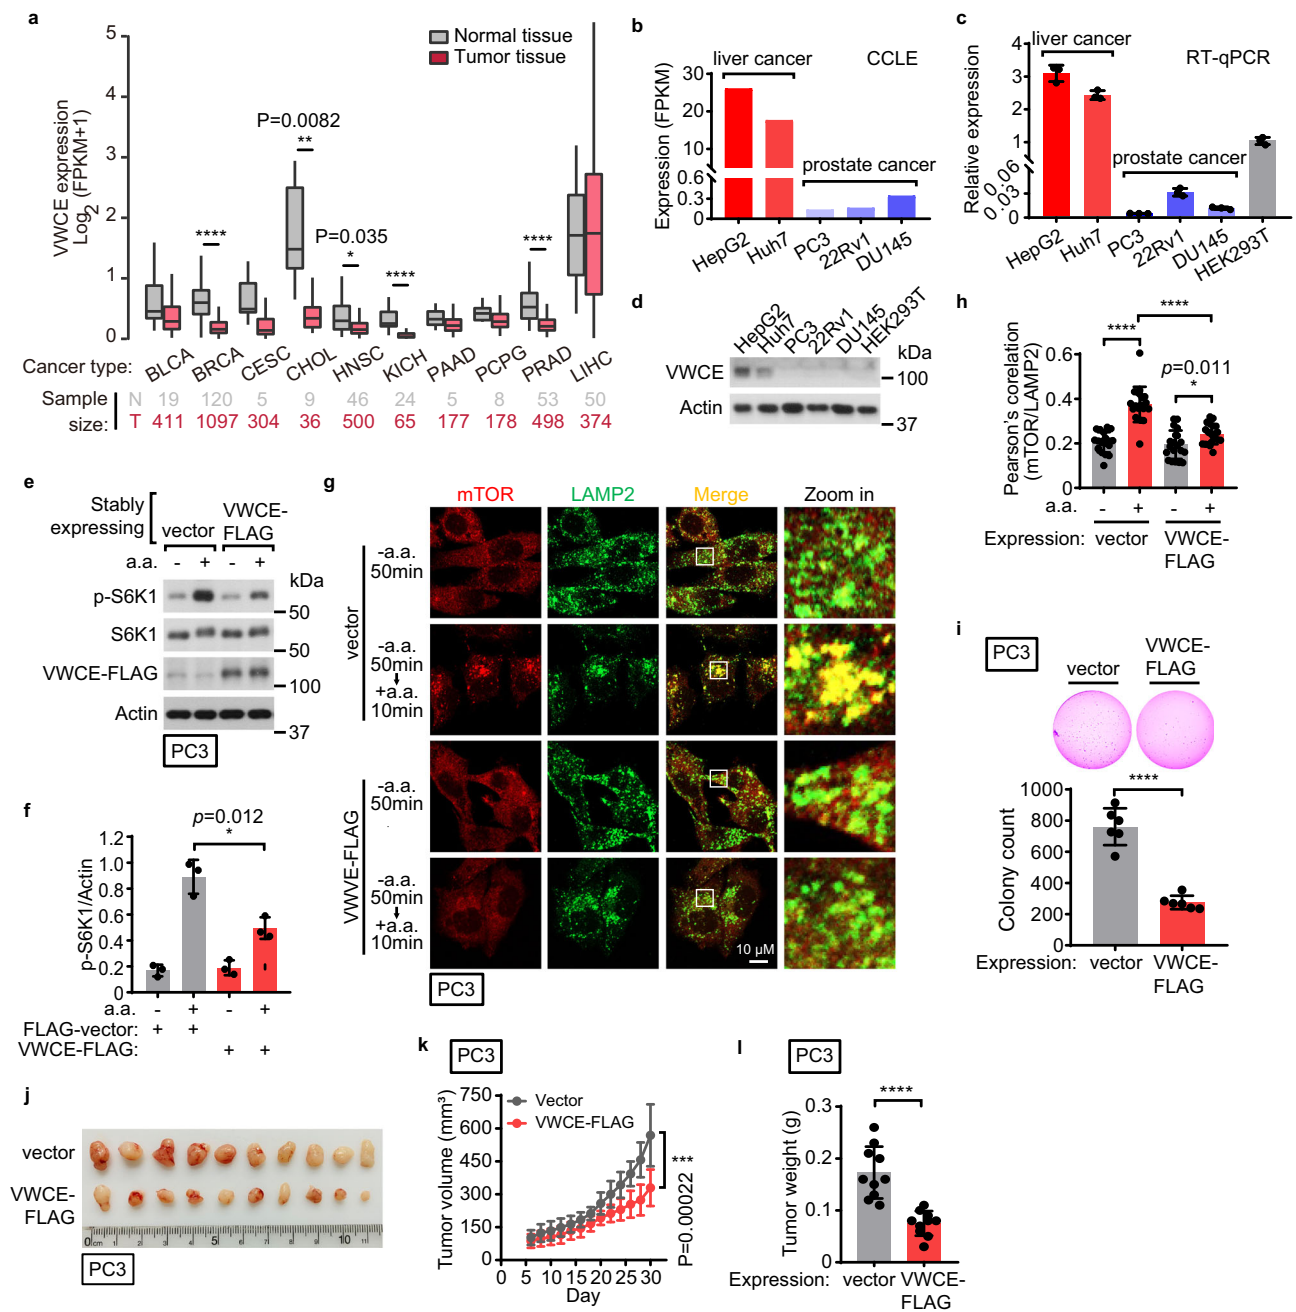 a
5
4
3
2
1
0
VWCE expression
Log2 (FPKM+1)
Normal tissue
Tumor tissue
P=0.0082
**
P=0.035
*
****
****
****
Cancer type: BLCA BRCA CESC CHOL HNSC KICH PAAD PCPG PRAD LIHC
Sample size:
N 19 120 5 9 46 24 5 8 53 50
T 411 1097 304 36 500 65 177 178 498 374
b
liver cancer
CCLE
prostate cancer
Expression (FPKM)
30
20
10
0.6
0.3
0
HepG2 Huh7 PC3 22Rv1 DU145
c
liver cancer
RT-qPCR
prostate cancer
Relative expression
4
3
2
1
0.06
0.03
0
HepG2 Huh7 PC3 22Rv1 DU145 HEK293T
d
HepG2 Huh7 PC3 22Rv1 DU145 HEK293T
kDa
VWCE
100
Actin
37
e
Stably expressing
vector
VWCE-FLAG
a.a. - + - +
kDa
p-S6K1
50
S6K1
50
VWCE-FLAG
100
Actin
37
PC3
f
p=0.012
*
p-S6K1/Actin
1.2
1.0
0.8
0.6
0.4
0.2
0
a.a. - + - +
FLAG-vector: + +
VWCE-FLAG: + +
g
mTOR LAMP2 Merge Zoom in
vector
-a.a.
50min
-a.a.
50min
+a.a.
10min
VWVE-FLAG
-a.a.
50min
-a.a.
50min
+a.a.
10min
10 μM
PC3
h
****
****
p=0.011
*
Pearson's corelation
(mTOR/LAMP2)
0.6
0.4
0.2
0
a.a. - + - +
Expression: vector VWCE-FLAG
i
PC3
vector
VWCE-FLAG
****
Colony count
1000
800
600
400
200
0
Expression: vector VWCE-FLAG
j
vector
VWCE-FLAG
0cm 1 2 3 4 5 6 7 8 9 10 11
PC3
k
PC3
Vector
VWCE-FLAG
Tumor volume (mm³)
750
600
450
300
150
0
0 5 10 15 20 25 30
Day
***
P=0.00022
l
PC3
****
Tumor weight (g)
0.3
0.2
0.1
0
Expression: vector VWCE-FLAG